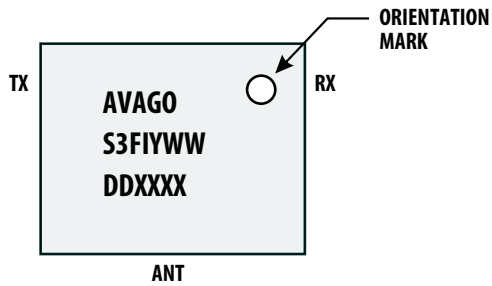 ORIENTATION
MARK
TX
RX
AVAGO
S3FIYWW
DDXXXX
ANT